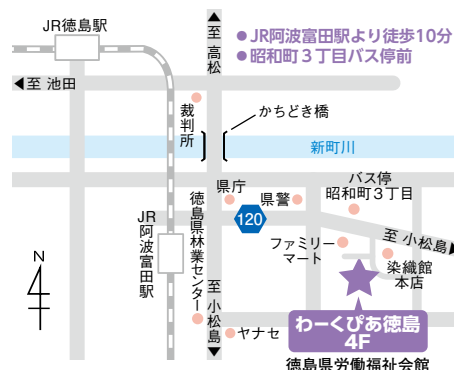 ●JR阿波富田駅より徒歩10分
●昭和町3丁目バス停前
JR徳島駅
▲至 高松
◀至 池田
裁判所
かちどき橋
新町川
バス停
昭和町3丁目
県庁
県警
120
JR阿波富田駅
徳島県林業センター
ファミリー
マート
至 小松島▶
染織館
本店
至 小松島▼
ヤナセ
わーくぴあ徳島
4F
徳島県労働福祉会館
N